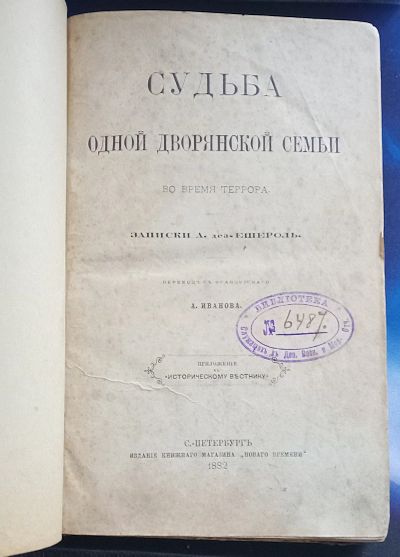 СУДЬБА
ОДНОЙ ДВОРЯНСКОЙ СЕМЬИ
ВО ВРЕМЯ ТЕРРОРА.
ЗАПИСКИ А. дез-ЕШЕРОЛЬ.
ПЕРЕВОДЪ СЪ ФРАНЦУЗСКАГО
А. ИВАНОВА.
БИБЛІОТЕКА
№ 6487.
ПРИЛОЖЕНІЕ
КЪ
«ИСТОРИЧЕСКОМУ ВѢСТНИКУ»
С.-ПЕТЕРБУРГЪ
ИЗДАНІЕ КНИЖНАГО МАГАЗИНА „НОВАГО ВРЕМЕНИ"
1882